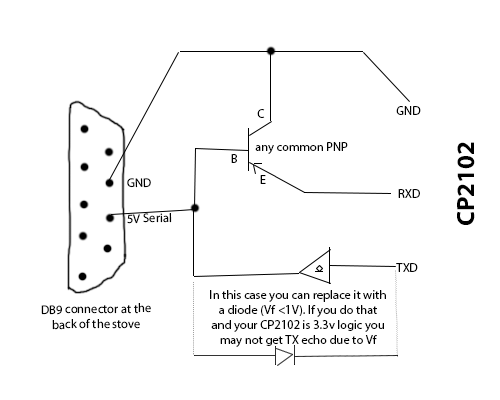 C
GND
any common PNP
B
E
GND
RXD
5V Serial
TXD
CP2102
In this case you can replace it with
a diode (Vf <1V). If you do that
and your CP2102 is 3.3v logic you
may not get TX echo due to Vf
DB9 connector at the
back of the stove